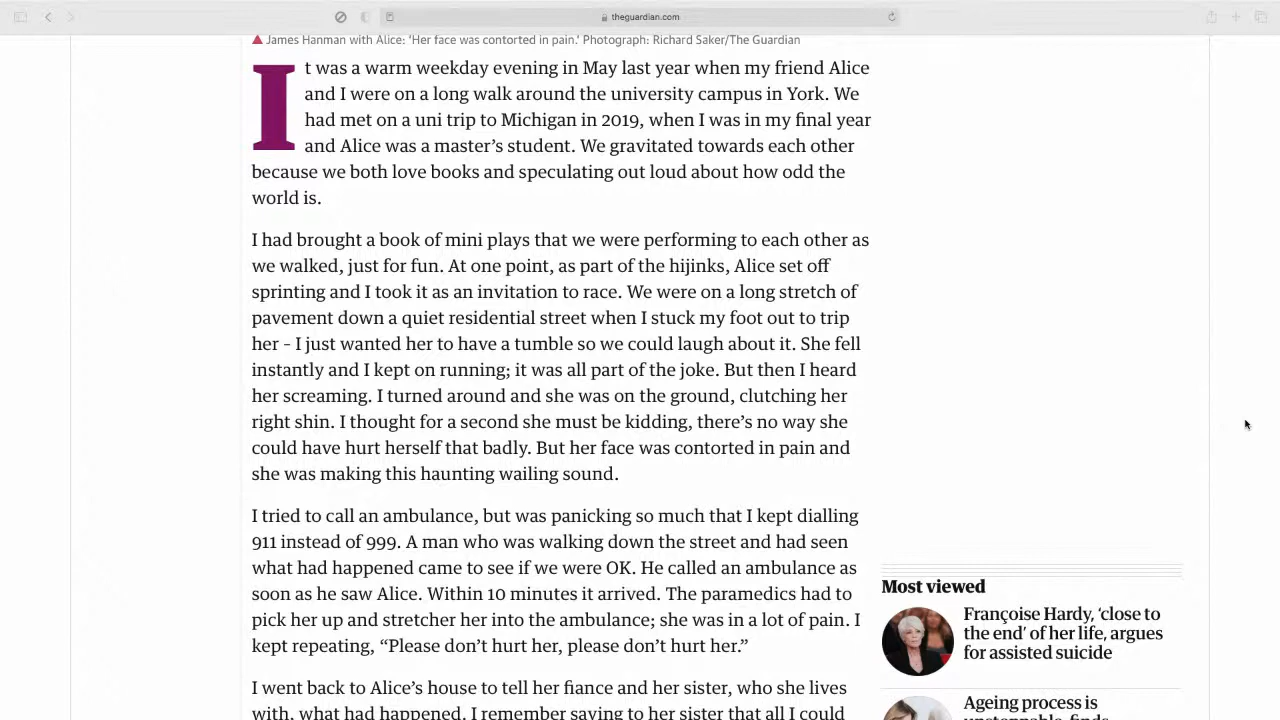 theguardian.com
James Hanman with Alice: ‘Her face was contorted in pain.’ Photograph: Richard Saker/The Guardian
It was a warm weekday evening in May last year when my friend Alice
and I were on a long walk around the university campus in York. We
had met on a uni trip to Michigan in 2019, when I was in my final year
and Alice was a master’s student. We gravitated towards each other
because we both love books and speculating out loud about how odd the
world is.
I had brought a book of mini plays that we were performing to each other as
we walked, just for fun. At one point, as part of the hijinks, Alice set off
sprinting and I took it as an invitation to race. We were on a long stretch of
pavement down a quiet residential street when I stuck my foot out to trip
her – I just wanted her to have a tumble so we could laugh about it. She fell
instantly and I kept on running; it was all part of the joke. But then I heard
her screaming. I turned around and she was on the ground, clutching her
right shin. I thought for a second she must be kidding, there’s no way she
could have hurt herself that badly. But her face was contorted in pain and
she was making this haunting wailing sound.
I tried to call an ambulance, but was panicking so much that I kept dialling
911 instead of 999. A man who was walking down the street and had seen
what had happened came to see if we were OK. He called an ambulance as
soon as he saw Alice. Within 10 minutes it arrived. The paramedics had to
pick her up and stretcher her into the ambulance; she was in a lot of pain. I
kept repeating, “Please don’t hurt her, please don’t hurt her.”
I went back to Alice’s house to tell her fiance and her sister, who she lives
with, what had happened. I remember saying to her sister that all I could
Most viewed
Françoise Hardy, ‘close to
the end’ of her life, argues
for assisted suicide
Ageing process is
unstoppable, finds